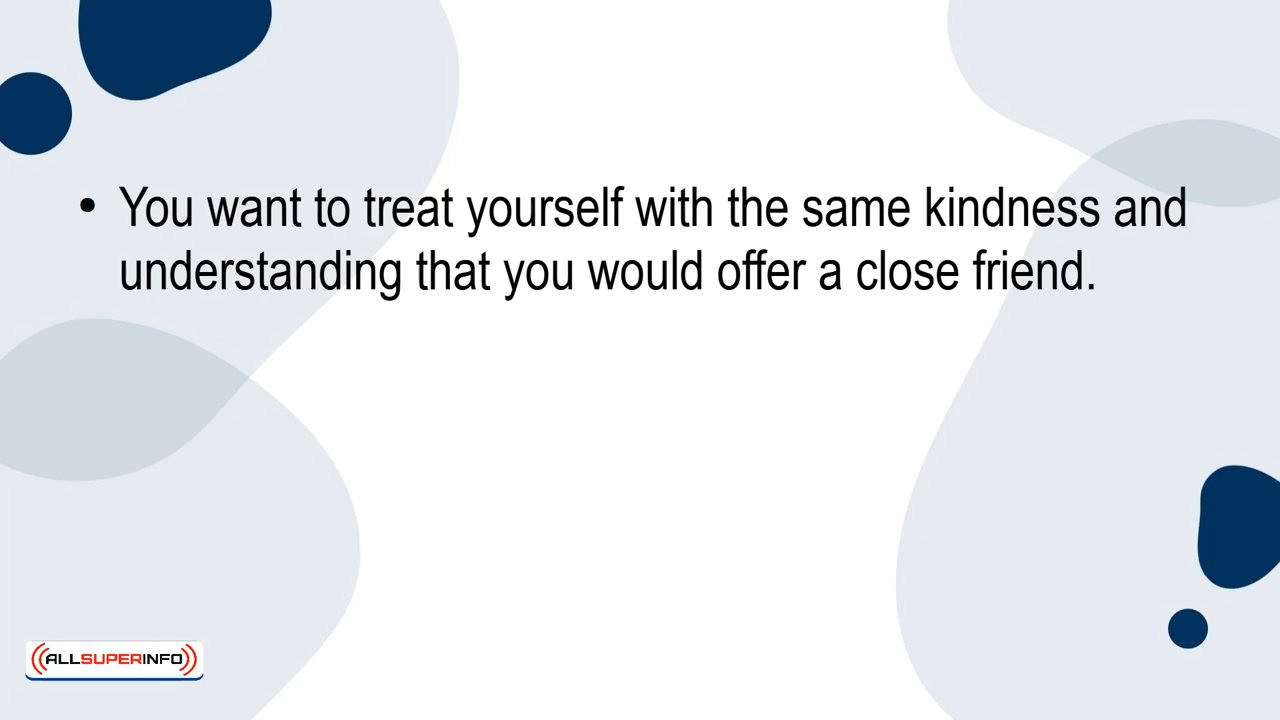 • You want to treat yourself with the same kindness and
understanding that you would offer a close friend.
ALLSUPERINFO